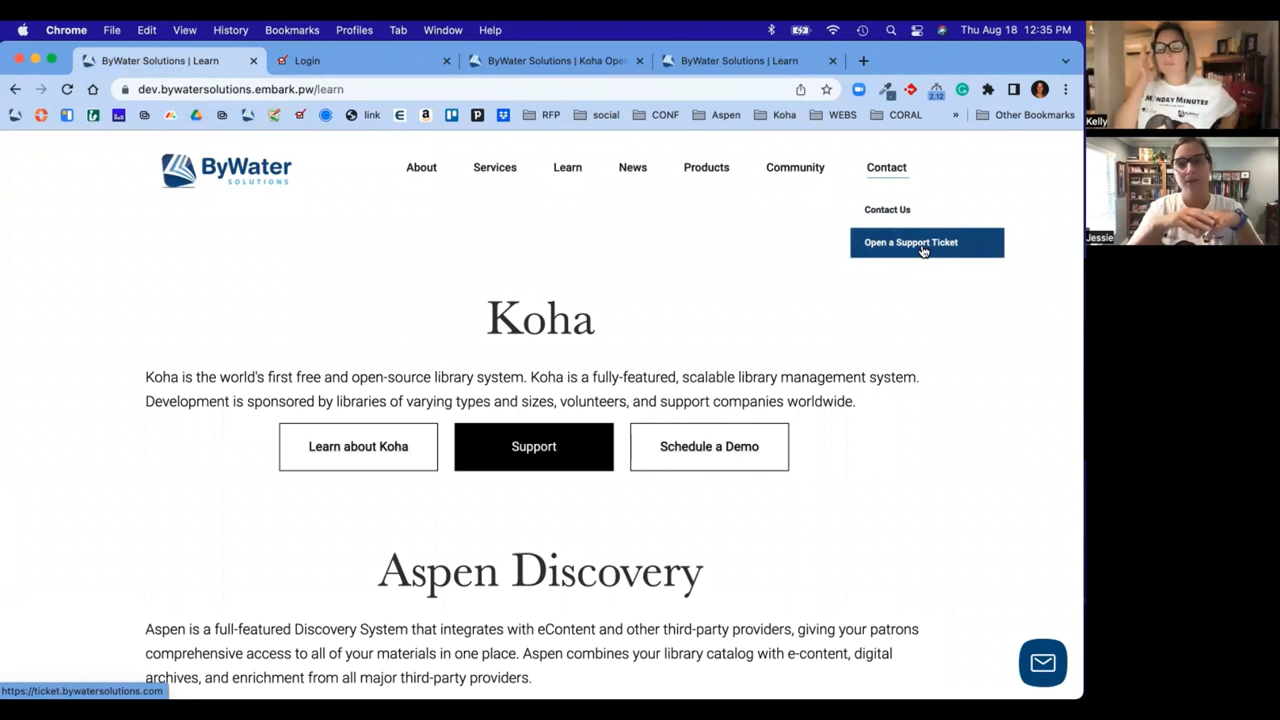 Chrome File Edit View History Bookmarks Profiles Tab Window Help Thu Aug 18 12:35 PM
ByWater Solutions | Learn Login ByWater Solutions | Koha Ope ByWater Solutions | Learn
dev.bywatersolutions.embark.pw/learn
2.12
link RFP social CONF Aspen Koha WEBS CORAL » Other Bookmarks
ByWater
SOLUTIONS
About Services Learn News Products Community Contact
Contact Us
Open a Support Ticket
Koha
Koha is the world's first free and open-source library system. Koha is a fully-featured, scalable library management system.
Development is sponsored by libraries of varying types and sizes, volunteers, and support companies worldwide.
Learn about Koha Support Schedule a Demo
Aspen Discovery
Aspen is a full-featured Discovery System that integrates with eContent and other third-party providers, giving your patrons
comprehensive access to all of your materials in one place. Aspen combines your library catalog with e-content, digital
archives, and enrichment from all major third-party providers.
https://ticket.bywatersolutions.com
MONDAY MINUTES
Kelly
Jessie